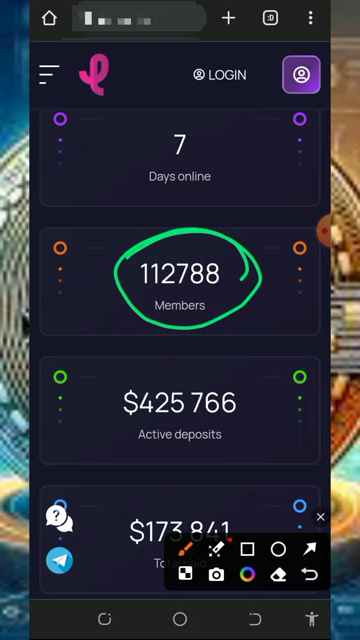 :D
LOGIN
7
Days online
112788
Members
$425 766
Active deposits
$173 841
?